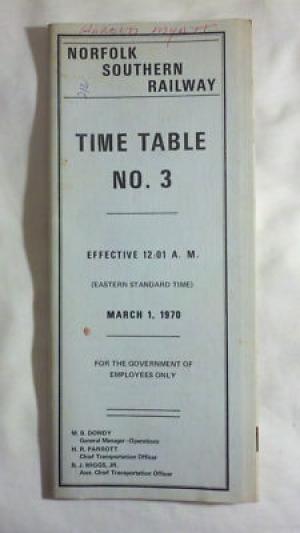 NORFOLK
SOUTHERN
RAILWAY
TIME TABLE
NO. 3
EFFECTIVE 12:01 A. M.
(EASTERN STANDARD TIME)
MARCH 1, 1970
FOR THE GOVERNMENT OF
EMPLOYEES ONLY
M. B. DOWDY
General Manager-Operations
H. R. PARROTT
Chief Transportation Officer
B. J. BIGGS, JR.
Asst. Chief Transportation Officer